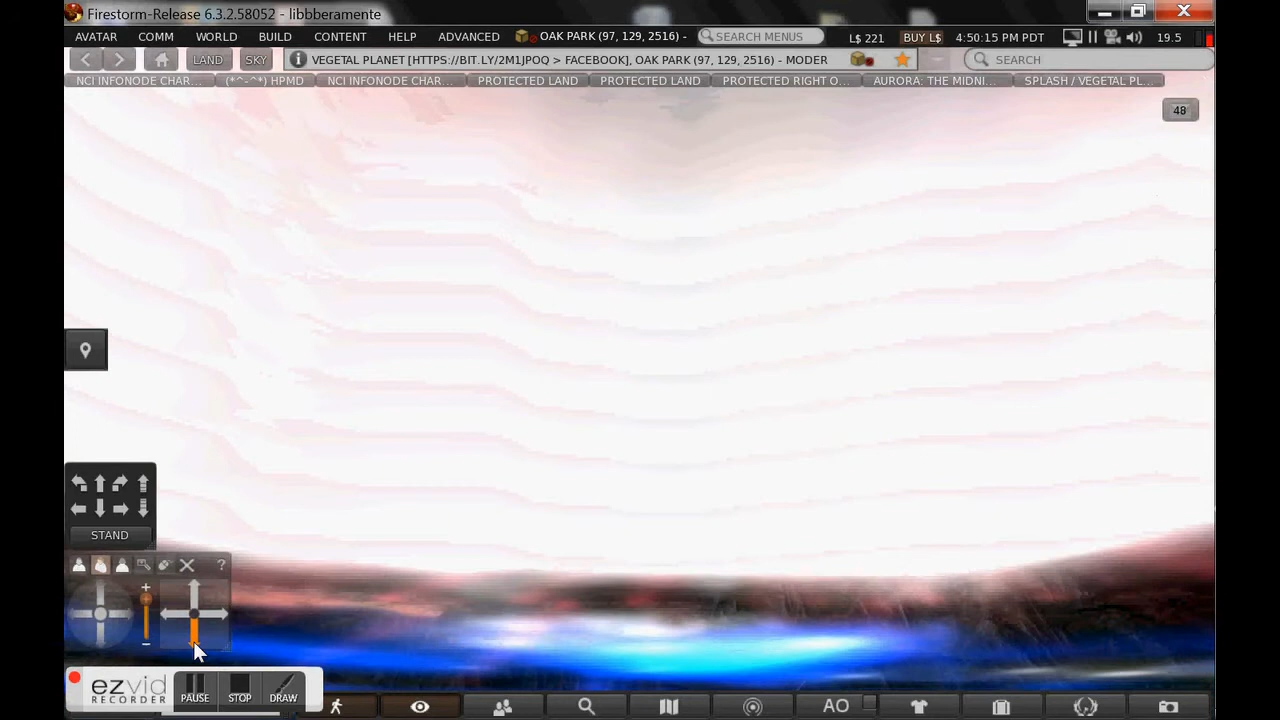 Firestorm-Release 6.3.2.58052 - libbberamente
AVATAR COMM WORLD BUILD CONTENT HELP ADVANCED OAK PARK (97, 129, 2516) - SEARCH MENUS L$ 221 BUY L$ 4:50:15 PM PDT 19.5
LAND SKY VEGETAL PLANET [HTTPS://BIT.LY/2N1JPOQ > FACEBOOK], OAK PARK (97, 129, 2516) - MODER SEARCH
NCI INFONODE CHAR... (*^-^*) HPMD NCI INFONODE CHAR... PROTECTED LAND PROTECTED LAND PROTECTED RIGHT O... AURORA: THE MIDNI... SPLASH / VEGETAL PL...
48
STAND
?
ezvid
RECORDER
PAUSE STOP DRAW
AO